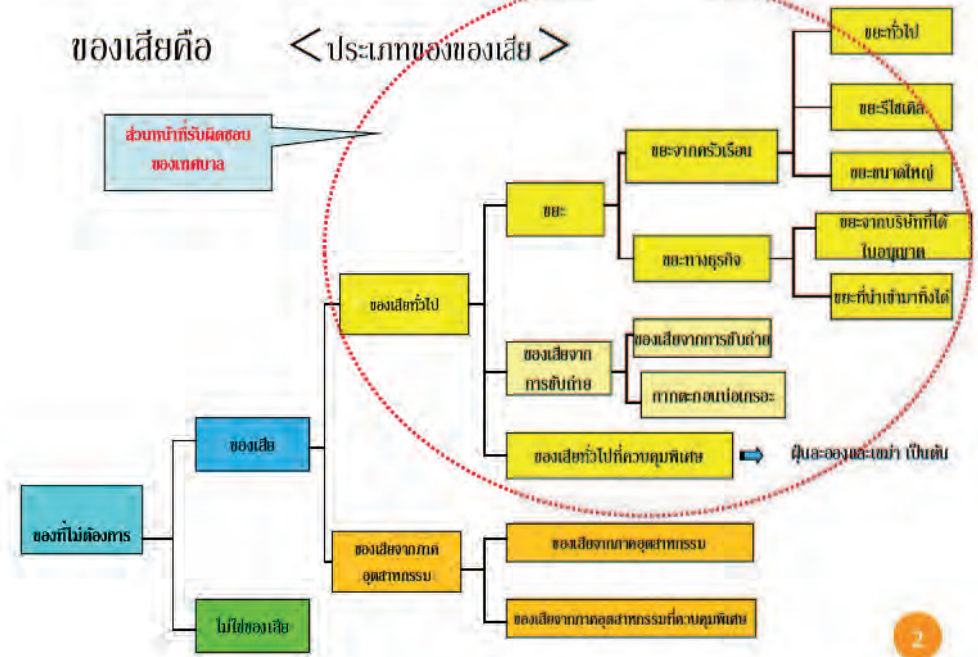 ของเสียคือ <ประเภทของของเสีย>
ส่วนหน้าที่รับผิดชอบ
ของเทศบาล
ขยะทั่วไป
ขยะรีไซเคิล
ขยะขนาดใหญ่
ขยะจากครัวเรือน
ขยะ
ขยะทางธุรกิจ
ขยะจากบริษัทที่ได้
ใบอนุญาต
ขยะที่นำเข้ามาทิ้งได้
ของเสียทั่วไป
ของเสียจาก
การขับถ่าย
ของเสียจากการขับถ่าย
กากตะกอนบ่อเกรอะ
ของเสียทั่วไปที่ควบคุมพิเศษ
ฝุ่นละอองและเขม่า เป็นต้น
ของเสีย
ของที่ไม่ต้องการ
ไม่ใช่ของเสีย
ของเสียจากภาค
อุตสาหกรรม
ของเสียจากภาคอุตสาหกรรม
ของเสียจากภาคอุตสาหกรรมที่ควบคุมพิเศษ
2